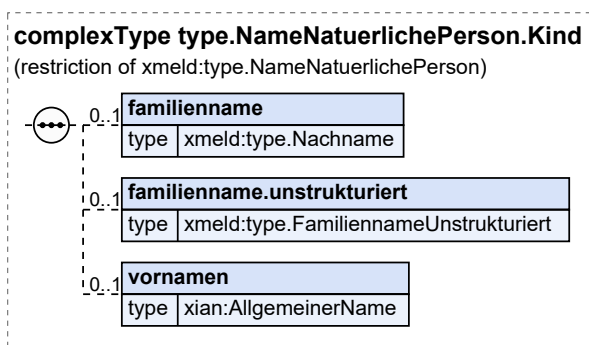 complexType type.NameNatuerlichePerson.Kind
(restriction of xmeld:type.NameNatuerlichePerson)
0..1 familienname
type xmeld:type.Nachname
0..1 familienname.unstrukturiert
type xmeld:type.FamiliennameUnstrukturiert
0..1 vornamen
type xian:AllgemeinerName